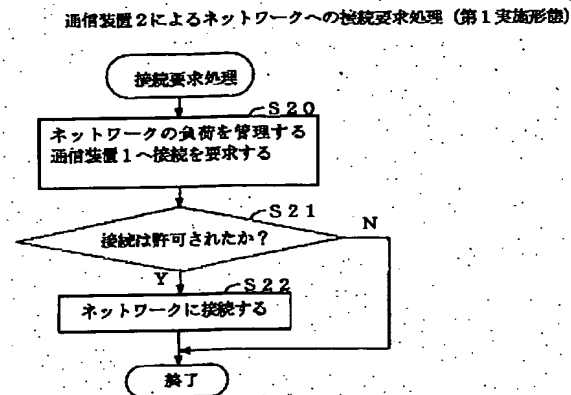 通信装置２によるネットワークへの接続要求処理（第１実施形態）
接続要求処理
Ｓ２０
ネットワークの負荷を管理する
通信装置１へ接続を要求する
Ｓ２１
接続は許可されたか？
Ｎ
Ｙ
Ｓ２２
ネットワークに接続する
終了